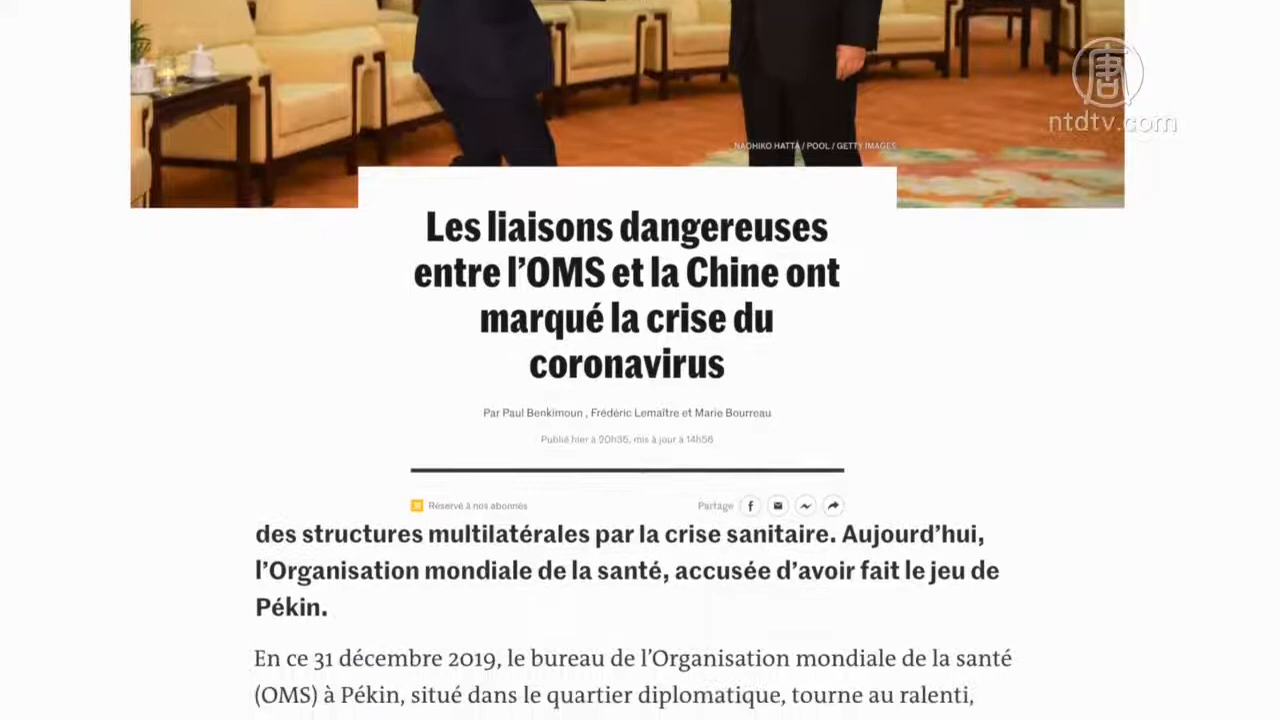 唐
ntdtv.com
NAOHIKO HATTA / POOL / GETTY IMAGES
Les liaisons dangereuses
entre l’OMS et la Chine ont
marqué la crise du
coronavirus
Par Paul Benkimoun , Frédéric Lemaître et Marie Bourreau
Publié hier à 20h35, mis à jour à 14h56
Réservé à nos abonnés
Partage
des structures multilatérales par la crise sanitaire. Aujourd’hui,
l’Organisation mondiale de la santé, accusée d’avoir fait le jeu de
Pékin.
En ce 31 décembre 2019, le bureau de l’Organisation mondiale de la santé
(OMS) à Pékin, situé dans le quartier diplomatique, tourne au ralenti,